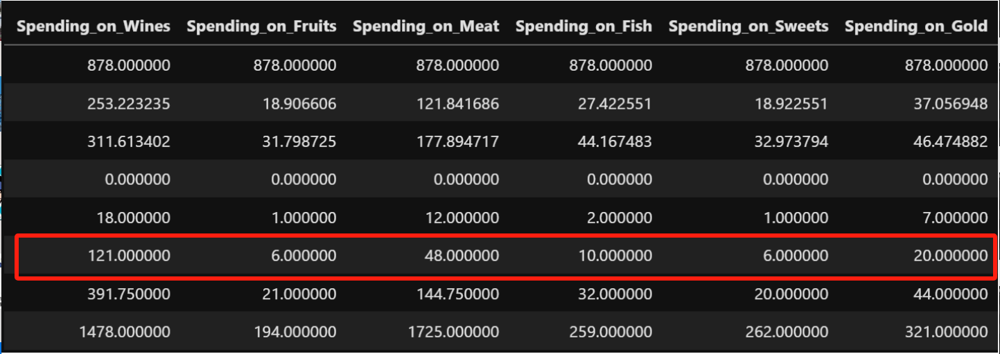 Spending_on_Wines Spending_on_Fruits Spending_on_Meat Spending_on_Fish Spending_on_Sweets Spending_on_Gold
878.000000 878.000000 878.000000 878.000000 878.000000 878.000000
253.223235 18.906606 121.841686 27.422551 18.922551 37.056948
311.613402 31.798725 177.894717 44.167483 32.973794 46.474882
0.000000 0.000000 0.000000 0.000000 0.000000 0.000000
18.000000 1.000000 12.000000 2.000000 1.000000 7.000000
121.000000 6.000000 48.000000 10.000000 6.000000 20.000000
391.750000 21.000000 144.750000 32.000000 20.000000 44.000000
1478.000000 194.000000 1725.000000 259.000000 262.000000 321.000000